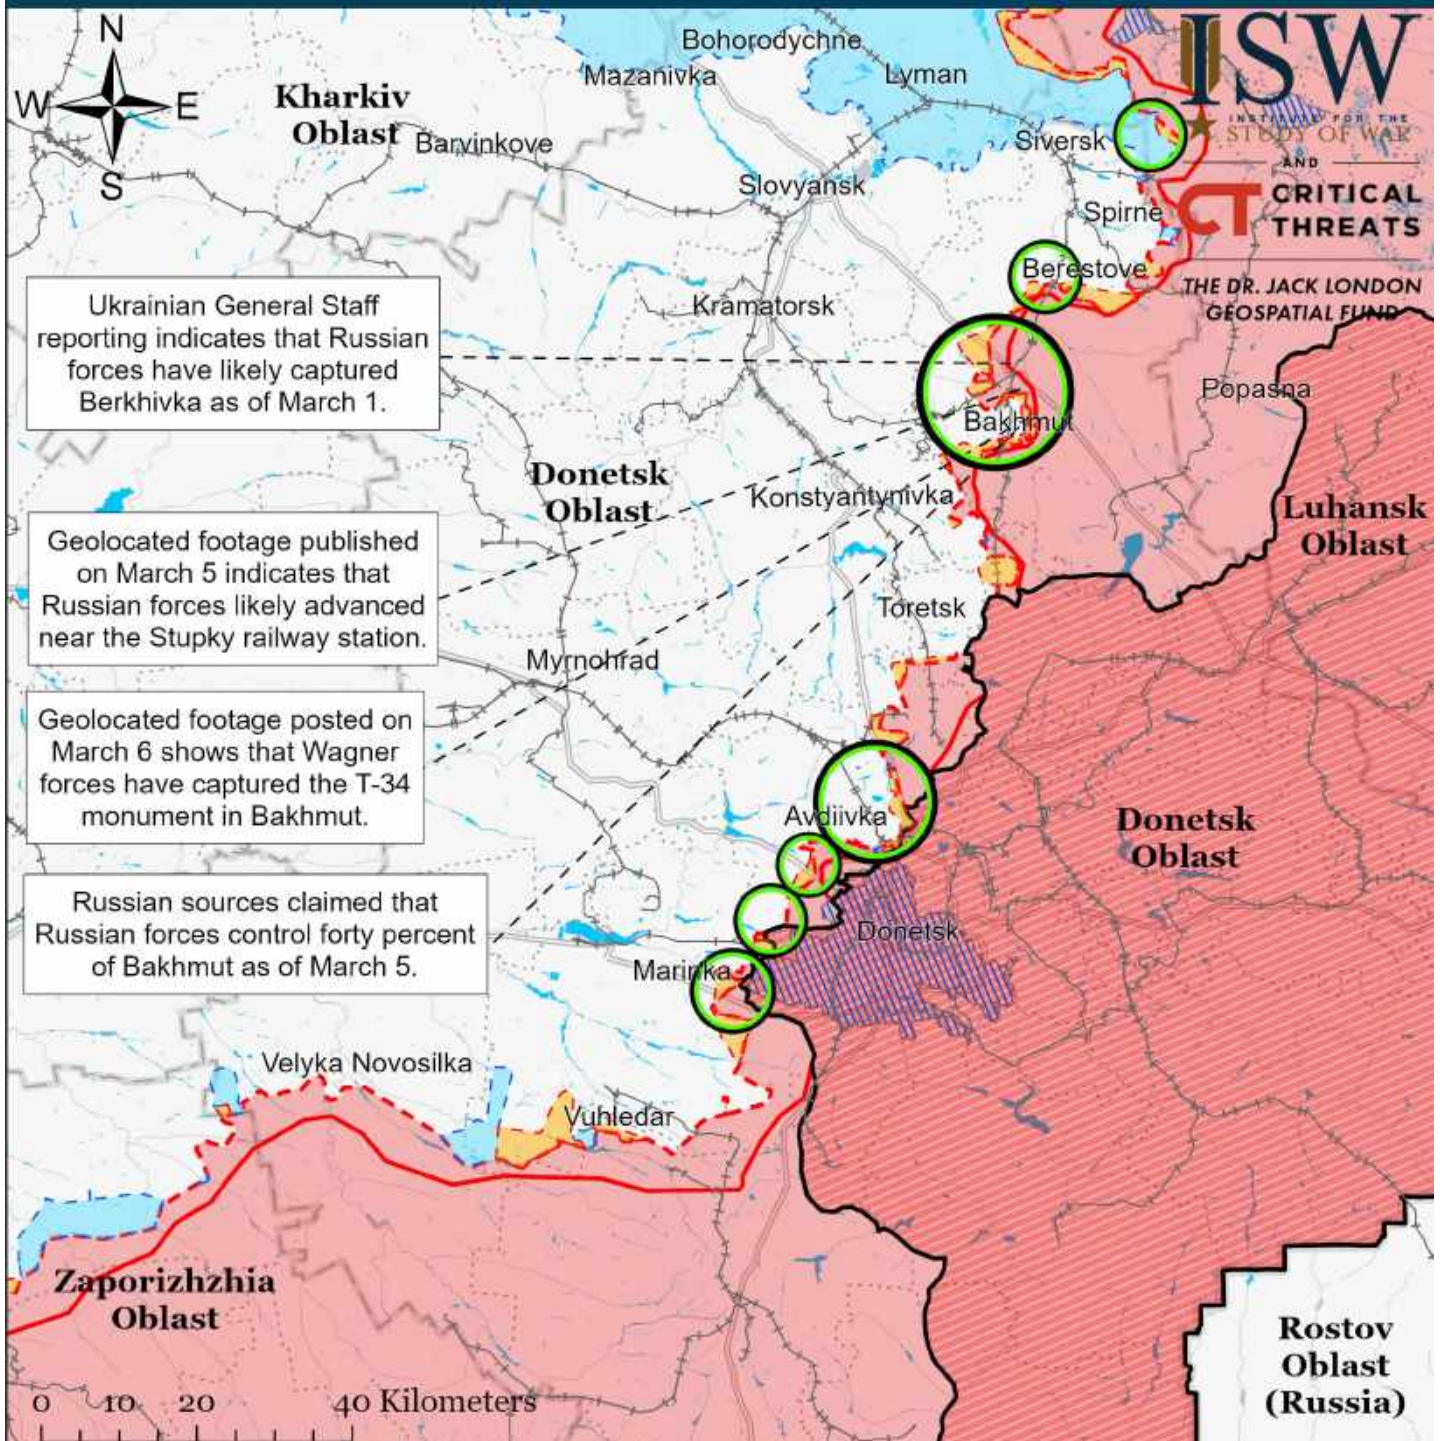 N
W
E
S
Kharkiv
Oblast
Barvinkove
Bohorodychne
Mazanivka
Lyman
Siversk
Slovyansk
Spirne
Berestove
Kramatorsk
ISW
INSTITUTE FOR THE
STUDY OF WAR
AND
CT CRITICAL
THREATS
THE DR. JACK LONDON
GEOSPATIAL FUND
Ukrainian General Staff
reporting indicates that Russian
forces have likely captured
Berkhivka as of March 1.
Popasna
Bakhmut
Donetsk
Oblast
Konstyantynivka
Luhansk
Oblast
Geolocated footage published
on March 5 indicates that
Russian forces likely advanced
near the Stupky railway station.
Toretsk
Myrnohrad
Geolocated footage posted on
March 6 shows that Wagner
forces have captured the T-34
monument in Bakhmut.
Avdiivka
Donetsk
Oblast
Russian sources claimed that
Russian forces control forty percent
of Bakhmut as of March 5.
Donetsk
Marinka
Velyka Novosilka
Vuhledar
Zaporizhzhia
Oblast
Rostov
Oblast
(Russia)
0 10 20 40 Kilometers